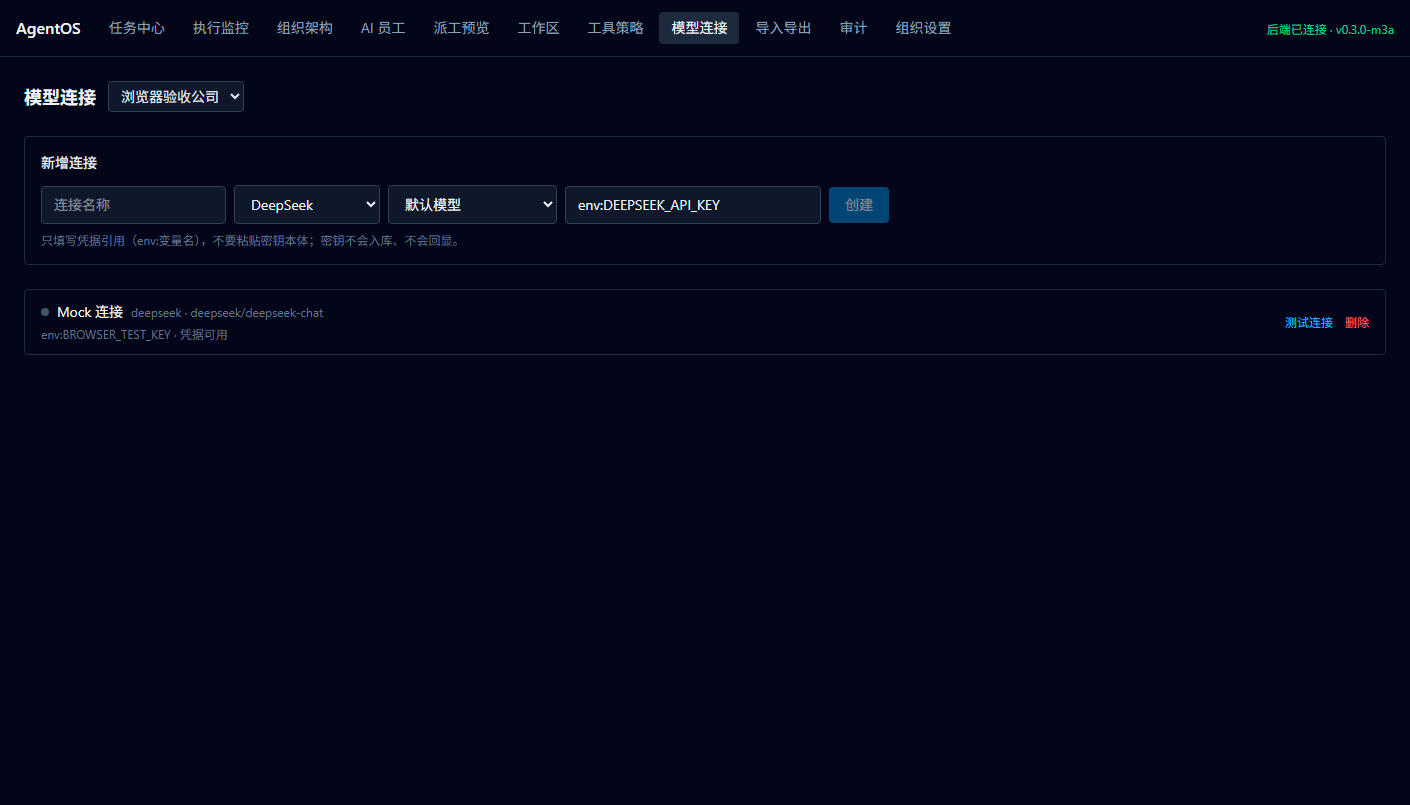 AgentOS 任务中心 执行监控 组织架构 AI 员工 派工预览 工作区 工具策略 模型连接 导入导出 审计 组织设置 后端已连接 · v0.3.0-m3a
模型连接 浏览器验收公司
新增连接
连接名称 DeepSeek 默认模型 env:DEEPSEEK_API_KEY 创建
只填写凭据引用（env:变量名），不要粘贴密钥本体；密钥不会入库、不会回显。
Mock 连接 deepseek · deepseek/deepseek-chat
env:BROWSER_TEST_KEY · 凭据可用
测试连接 删除